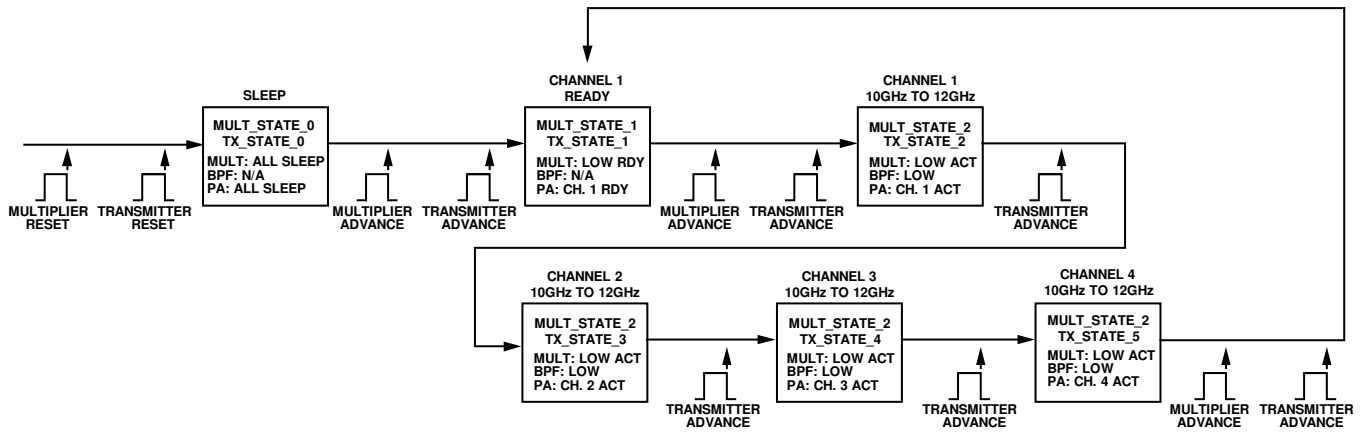 SLEEP
MULT_STATE_0
TX_STATE_0
MULT: ALL SLEEP
BPF: N/A
PA: ALL SLEEP
MULTIPLIER
RESET
TRANSMITTER
RESET
MULTIPLIER
ADVANCE
TRANSMITTER
ADVANCE
CHANNEL 1
READY
MULT_STATE_1
TX_STATE_1
MULT: LOW RDY
BPF: N/A
PA: CH. 1 RDY
MULTIPLIER
ADVANCE
TRANSMITTER
ADVANCE
CHANNEL 1
10GHz TO 12GHz
MULT_STATE_2
TX_STATE_2
MULT: LOW ACT
BPF: LOW
PA: CH. 1 ACT
TRANSMITTER
ADVANCE
CHANNEL 2
10GHz TO 12GHz
MULT_STATE_2
TX_STATE_3
MULT: LOW ACT
BPF: LOW
PA: CH. 2 ACT
TRANSMITTER
ADVANCE
CHANNEL 3
10GHz TO 12GHz
MULT_STATE_2
TX_STATE_4
MULT: LOW ACT
BPF: LOW
PA: CH. 3 ACT
TRANSMITTER
ADVANCE
CHANNEL 4
10GHz TO 12GHz
MULT_STATE_2
TX_STATE_5
MULT: LOW ACT
BPF: LOW
PA: CH. 4 ACT
MULTIPLIER
ADVANCE
TRANSMITTER
ADVANCE